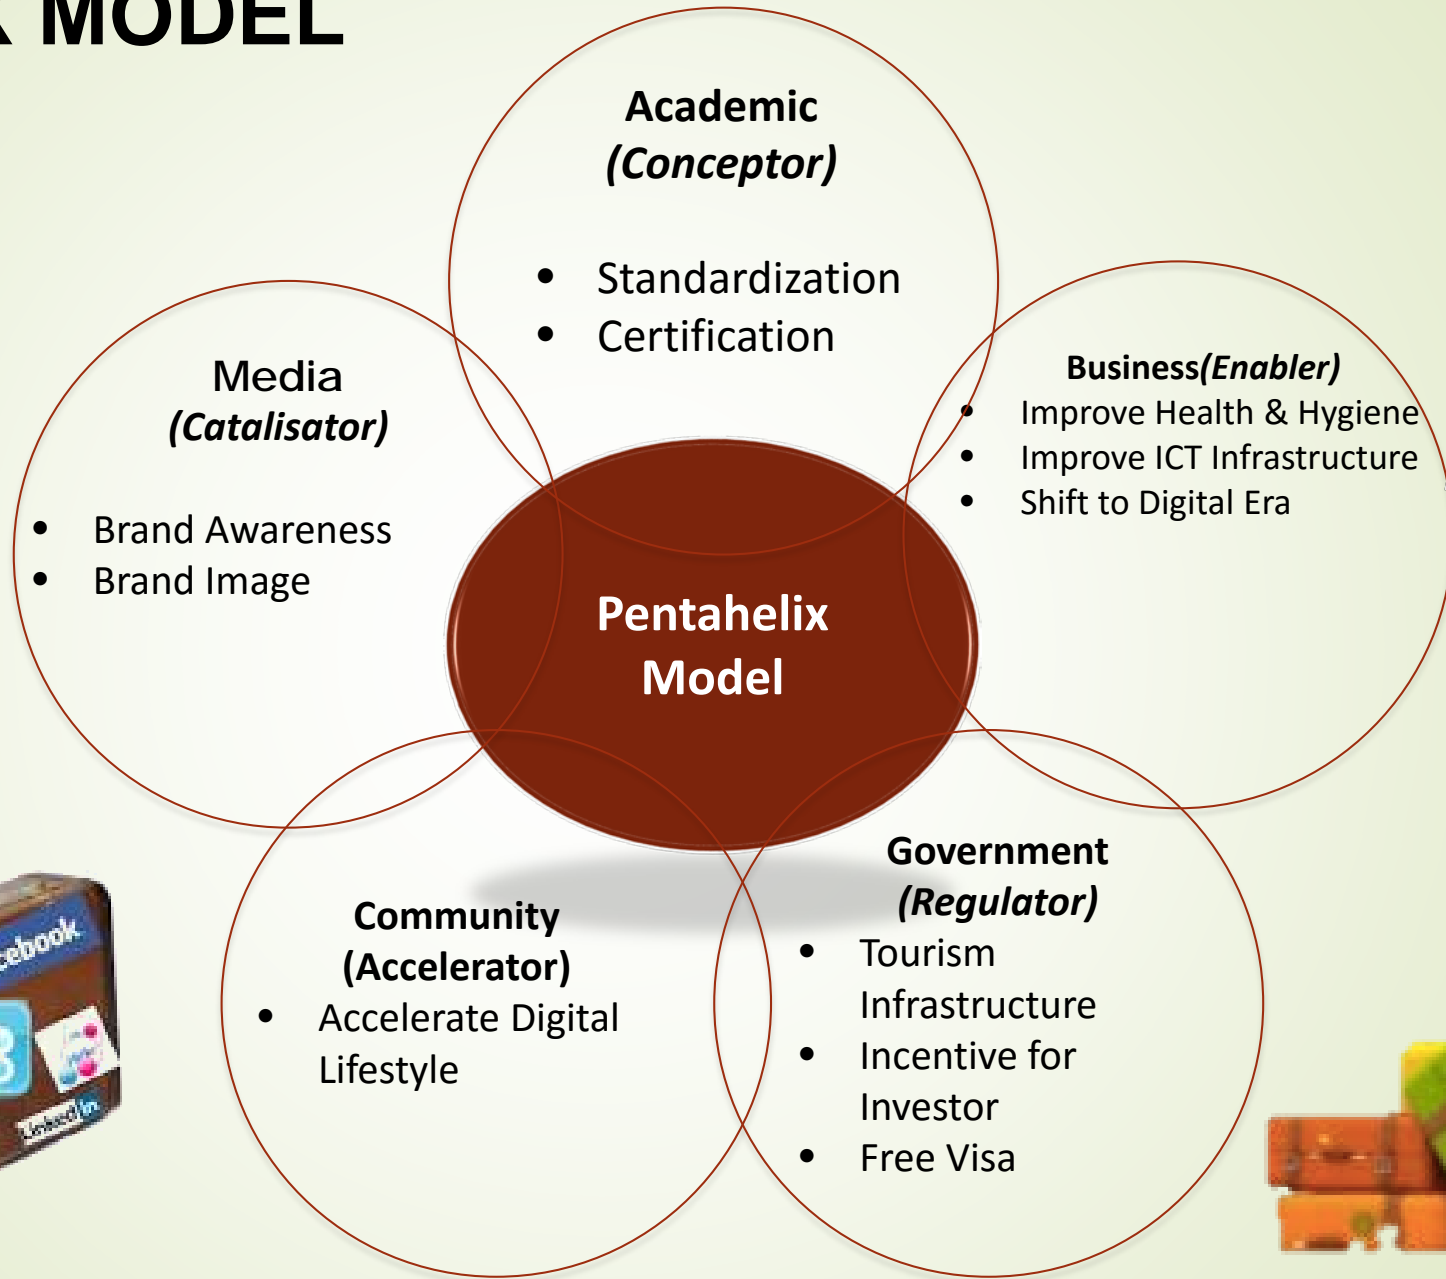 MODEL
Academic
(Conceptor)
• Standardization
• Certification
Media
(Catalisator)
• Brand Awareness
• Brand Image
Business(Enabler)
• Improve Health & Hygiene
• Improve ICT Infrastructure
• Shift to Digital Era
Pentahelix
Model
Community
(Accelerator)
• Accelerate Digital
Lifestyle
Government
(Regulator)
• Tourism
Infrastructure
• Incentive for
Investor
• Free Visa
cebook
Linked in